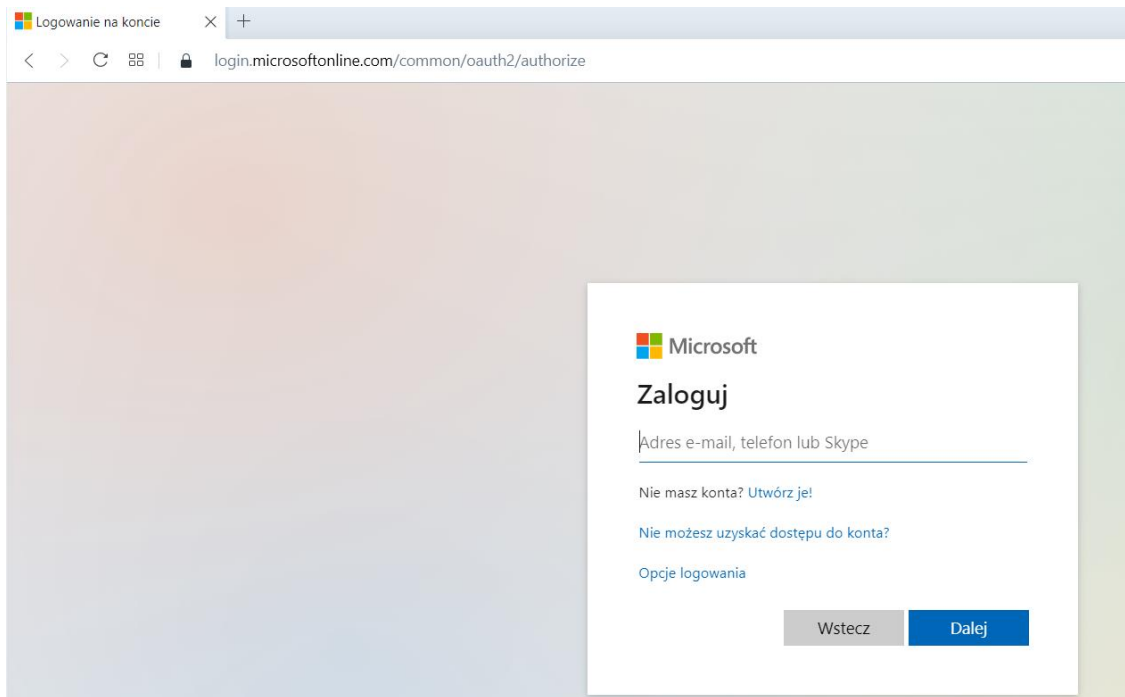 Logowanie na koncie
login.microsoftonline.com/common/oauth2/authorize
Microsoft
Zaloguj
Adres e-mail, telefon lub Skype
Nie masz konta? Utwórz je!
Nie możesz uzyskać dostępu do konta?
Opcje logowania
Wstecz Dalej